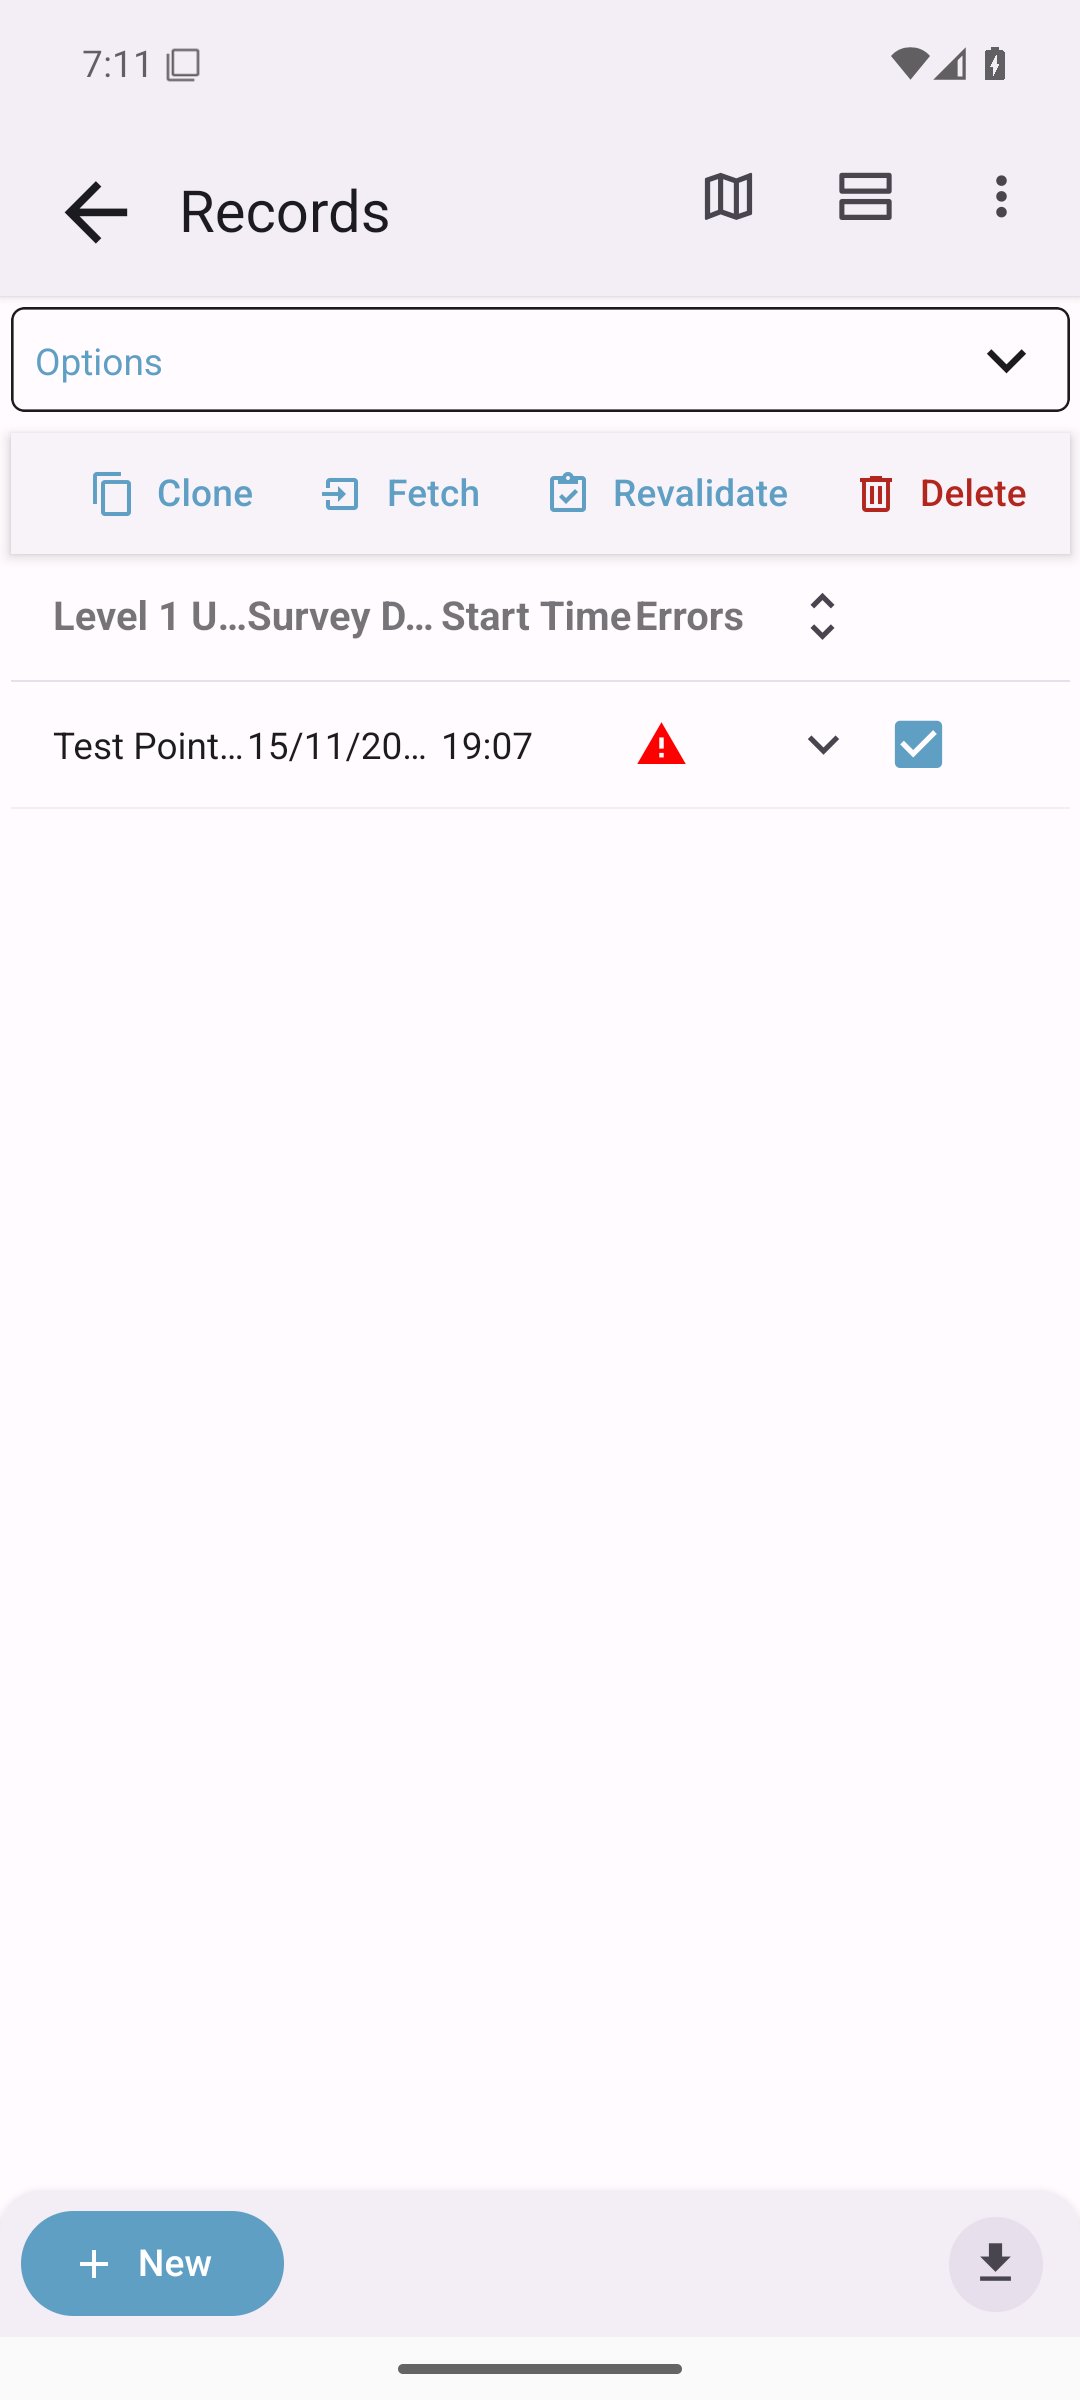 7:11
Records
Options
Clone Fetch Revalidate Delete
Level 1 U... Survey D... Start Time Errors
Test Point... 15/11/20... 19:07
New